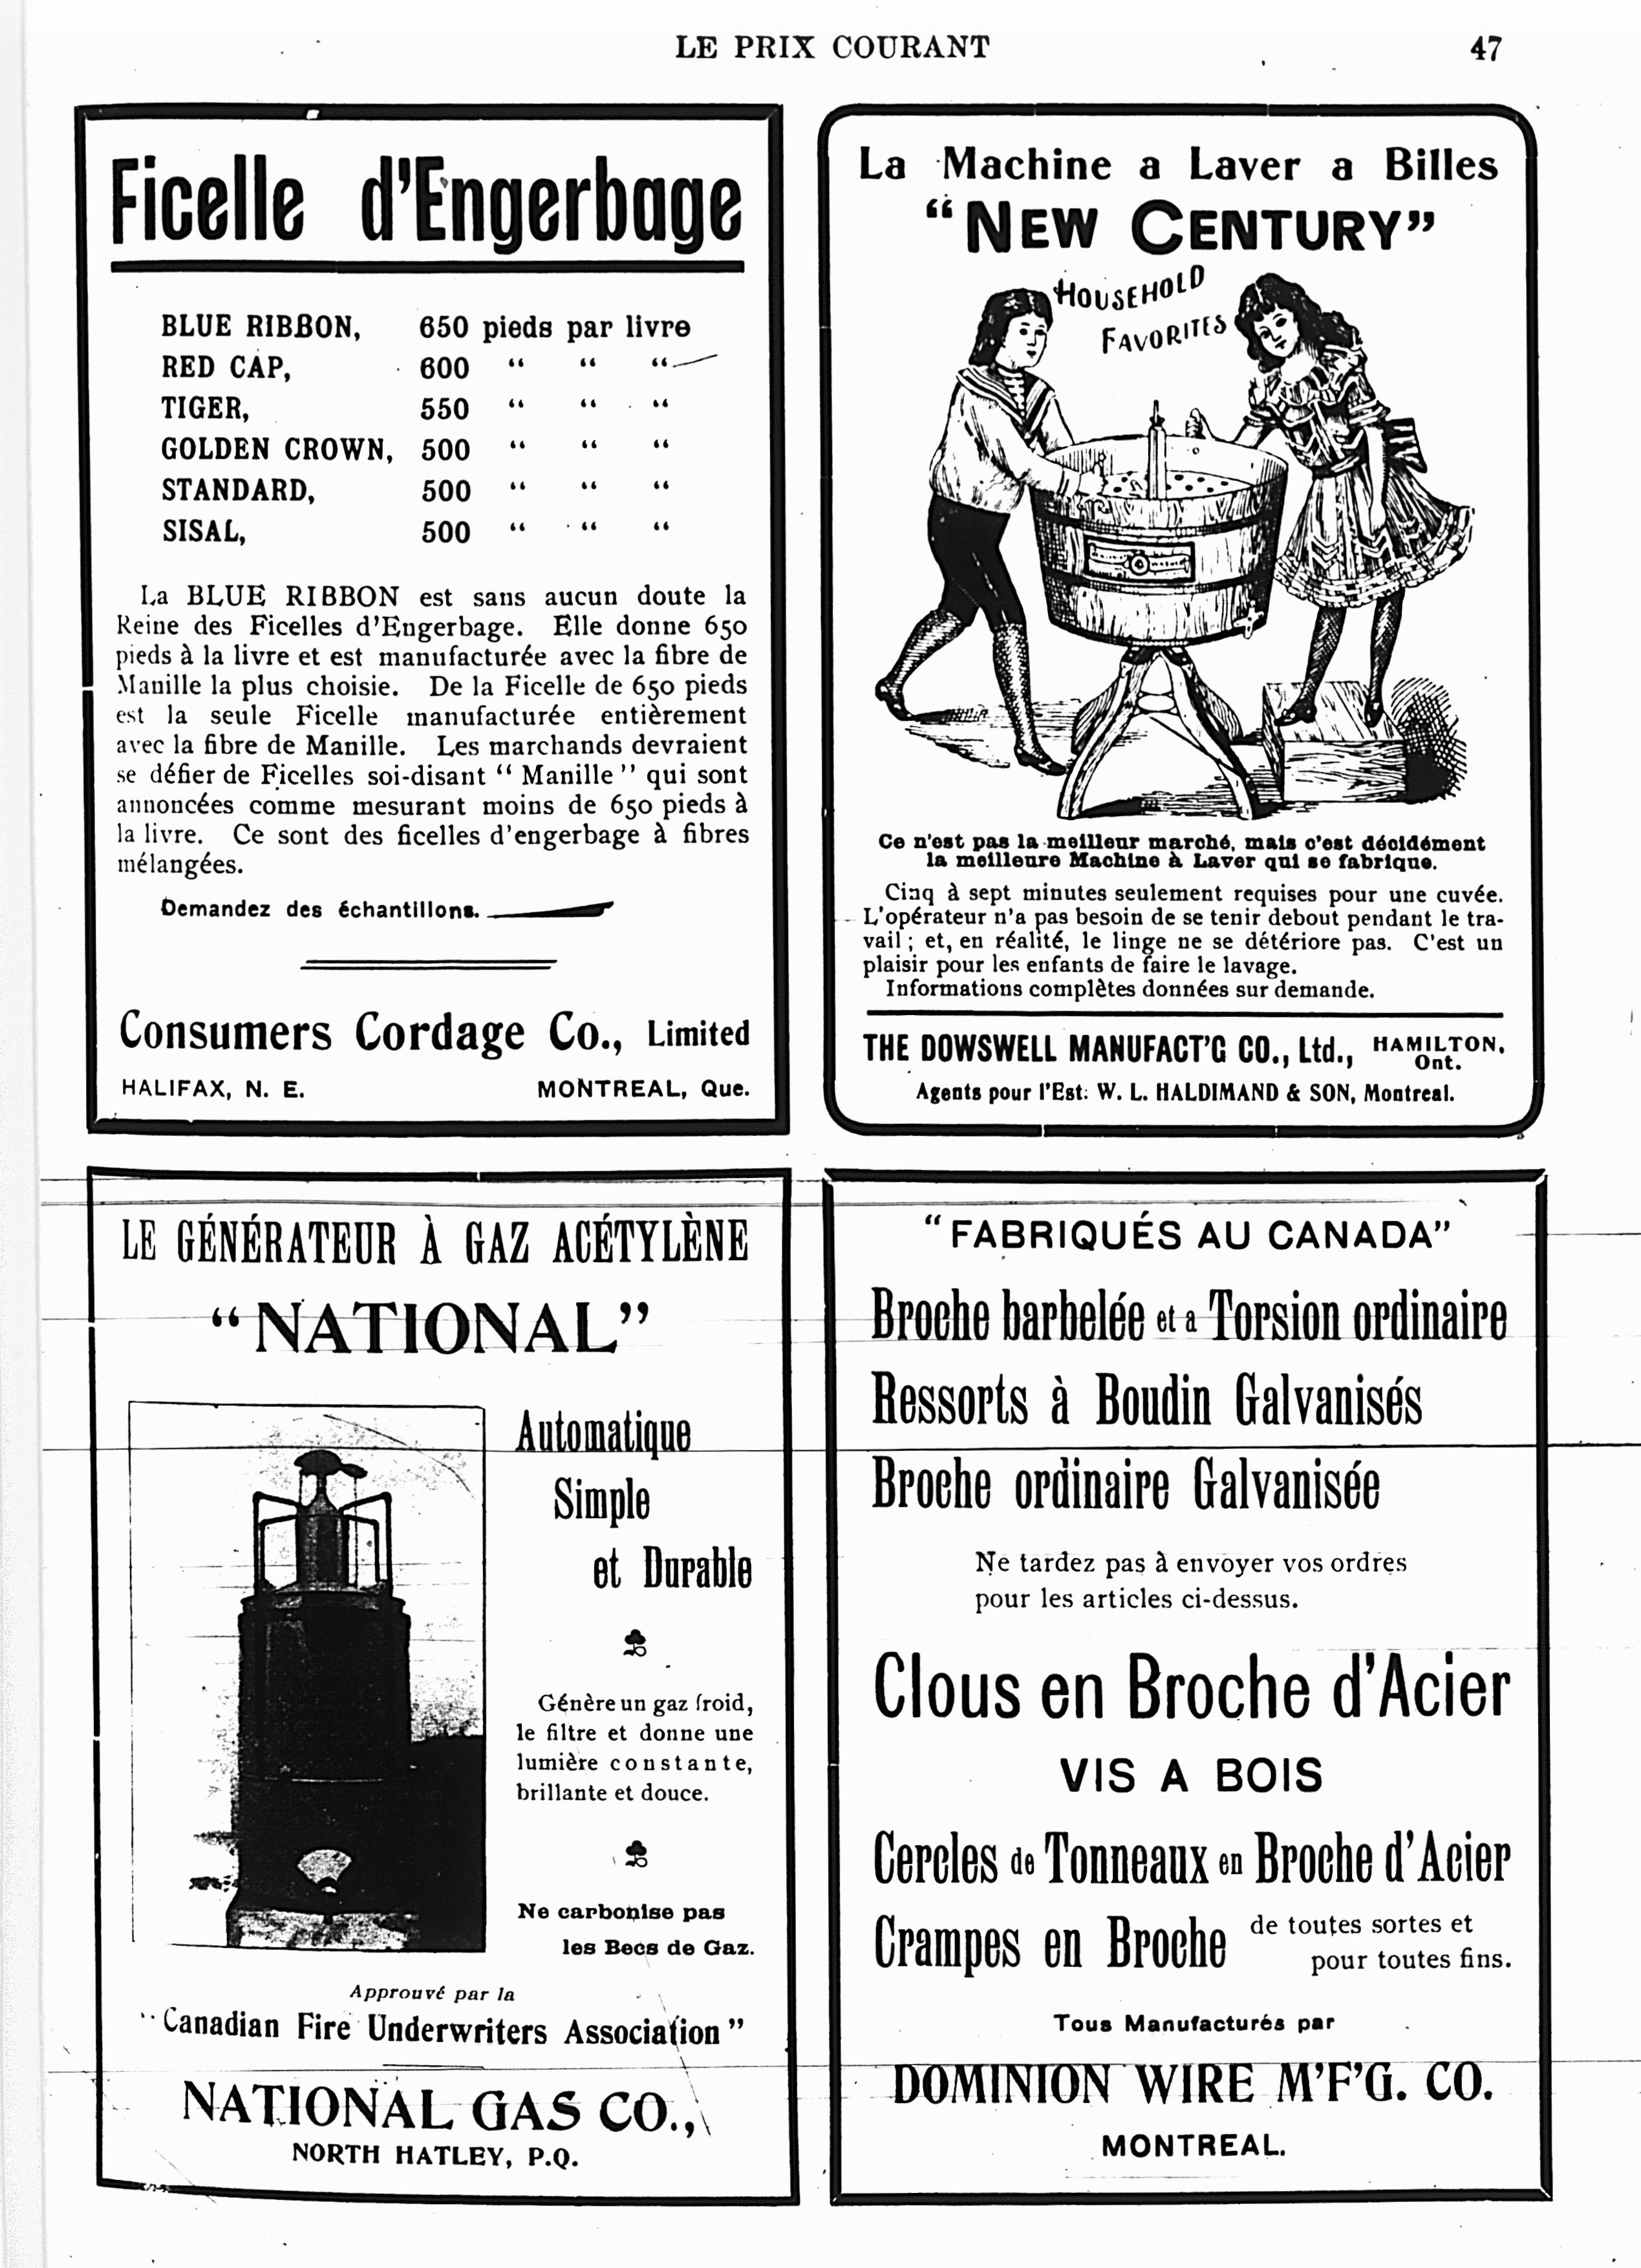 LE PRIX COURANT
47
Ficelle d'Engerbage
BLUE RIBBON, 650 pieds par livre
RED CAP, 600 “ “ “
TIGER, 550 “ “ “
GOLDEN CROWN, 500 “ “ “
STANDARD, 500 “ “ “
SISAL, 500 “ “ “
La BLUE RIBBON est sans aucun doute la
Reine des Ficelles d'Engerbage. Elle donne 650
pieds à la livre et est manufacturée avec la fibre de
Manille la plus choisie. De la Ficelle de 650 pieds
est la seule Ficelle manufacturée entièrement
avec la fibre de Manille. Les marchands devraient
se défier de Ficelles soi-disant “ Manille ” qui sont
annoncées comme mesurant moins de 650 pieds à
la livre. Ce sont des ficelles d'engerbage à fibres
mélangées.
Demandez des échantillons.
Consumers Cordage Co., Limited
HALIFAX, N. E. MONTREAL, Que.
La Machine a Laver a Billes
“NEW CENTURY”
HOUSEHOLD
FAVORITES
Ce n'est pas la meilleur marché, mais c'est décidément
la meilleure Machine à Laver qui se fabrique.
Cinq à sept minutes seulement requises pour une cuvée.
L'opérateur n'a pas besoin de se tenir debout pendant le tra-
vail ; et, en réalité, le linge ne se détériore pas. C'est un
plaisir pour les enfants de faire le lavage.
Informations complètes données sur demande.
THE DOWSWELL MANUFACT'G CO., Ltd., HAMILTON,
Ont.
Agents pour l'Est: W. L. HALDIMAND & SON, Montreal.
LE GÉNÉRATEUR À GAZ ACÉTYLÈNE
“NATIONAL”
Automatique
Simple
et Durable
Génère un gaz froid,
le filtre et donne une
lumière constante,
brillante et douce.
Ne carbonise pas
les Becs de Gaz.
Approuvé par la
“Canadian Fire Underwriters Association”
NATIONAL GAS CO.,
NORTH HATLEY, P.Q.
“FABRIQUÉS AU CANADA”
Broche barbelée et a Torsion ordinaire
Ressorts à Boudin Galvanisés
Broche ordinaire Galvanisée
Ne tardez pas à envoyer vos ordres
pour les articles ci-dessus.
Clous en Broche d'Acier
VIS A BOIS
Cercles de Tonneaux en Broche d'Acier
Crampes en Broche de toutes sortes et
pour toutes fins.
Tous Manufacturés par
DOMINION WIRE M'F'G. CO.
MONTREAL.